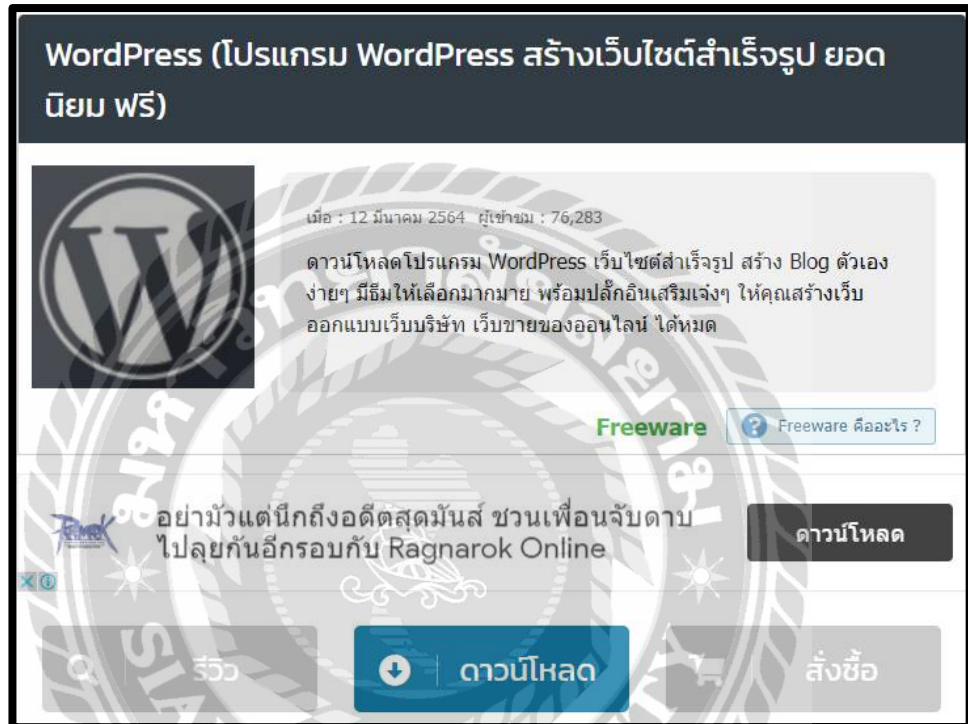 WordPress (โปรแกรม WordPress สร้างเว็บไซต์สำเร็จรูป ยอด
นิยม ฟรี)
เมื่อ : 12 มีนาคม 2564 ผู้เข้าชม : 76,283
ดาวน์โหลดโปรแกรม WordPress เว็บไซต์สำเร็จรูป สร้าง Blog ตัวเอง
ง่ายๆ มีธีมให้เลือกมากมาย พร้อมปลั๊กอินเสริมเจ๋งๆ ให้คุณสร้างเว็บ
ออกแบบเว็บบริษัท เว็บขายของออนไลน์ ได้หมด
Freeware
Freeware คืออะไร ?
อย่ามัวแต่นึกถึงอดีตสุดมันส์ ชวนเพื่อนจับดาบ
ไปลุยกันอีกรอบกับ Ragnarok Online
ดาวน์โหลด
รีวิว
ดาวน์โหลด
สั่งซื้อ
มหาวิทยาลัยสยาม